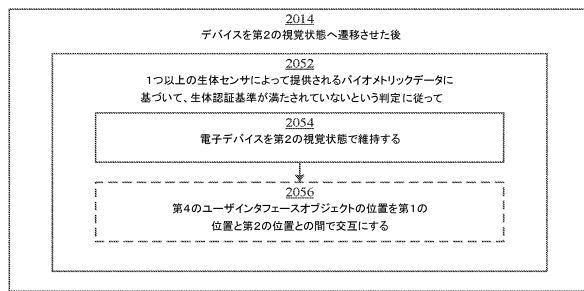 2014
デバイスを第2の視覚状態へ遷移させた後
2052
1つ以上の生体センサによって提供されるバイオメトリックデータに
基づいて、生体認証基準が満たされていないという判定に従って
2054
電子デバイスを第2の視覚状態で維持する
2056
第4のユーザインタフェースオブジェクトの位置を第1の
位置と第2の位置との間で交互にする